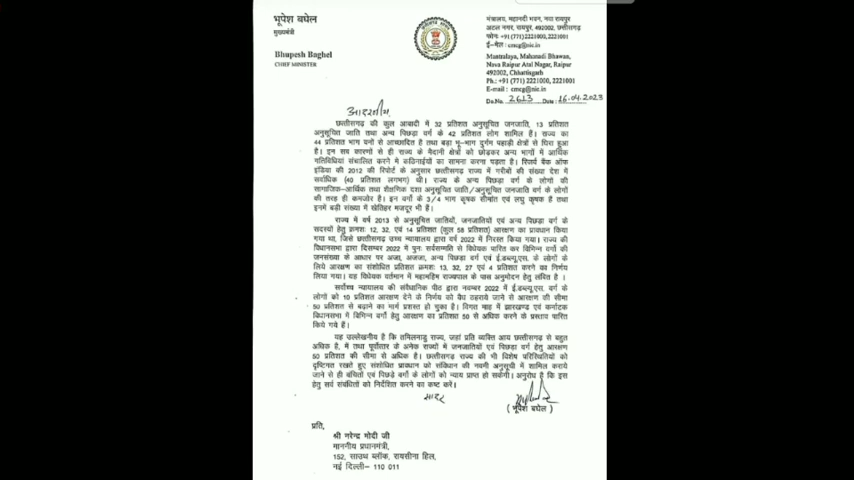 भूपेश बघेल
मुख्यमंत्री
Bhupesh Baghel
CHIEF MINISTER
मंत्रालय, महानदी भवन, नवा रायपुर
अटल नगर, रायपुर, 492002, छत्तीसगढ़
फोनः +91 (771) 2221000, 2221001
ई-मेल : cmcg@nic.in
Mantralaya, Mahanadi Bhawan,
Nova Raipur Atal Nagar, Raipur
492002, Chhattisgarh
Ph.: +91 (771) 2221000, 2221001
E-mail : cmcg@nic.in
Do.No. 2613 Date : 16.04.2023
आदरणीय
छत्तीसगढ़ की कुल आबादी में 32 प्रतिशत अनुसूचित जनजाति, 13 प्रतिशत
अनुसूचित जाति तथा अन्य पिछड़ा वर्ग के 42 प्रतिशत लोग शामिल हैं। राज्य का
44 प्रतिशत भाग वनों से आच्छादित है तथा बड़ा भू-भाग दुर्गम पहाड़ी क्षेत्रों से घिरा हुआ
है। इन सब कारणों से ही राज्य के मैदानी क्षेत्रों को छोड़कर अन्य भागों में आर्थिक
गतिविधियां संचालित करने में कठिनाईयों का सामना करना पड़ता है। रिजर्व बैंक ऑफ
इंडिया की 2012 की रिपोर्ट के अनुसार छत्तीसगढ़ राज्य में गरीबों की संख्या देश में
सर्वाधिक (40 प्रतिशत लगभग) थी। राज्य के अन्य पिछड़ा वर्ग के लोगों की
सामाजिक-आर्थिक तथा शैक्षणिक दशा अनुसूचित जाति/अनुसूचित जनजाति वर्ग के लोगों
की तरह ही कमजोर है। इन वर्गों के 3/4 भाग कृषक सीमांत एवं लघु कृषक हैं तथा
इनमें बड़ी संख्या में खेतिहर मजदूर भी हैं।
राज्य में वर्ष 2013 से अनुसूचित जातियों, जनजातियों एवं अन्य पिछड़ा वर्ग के
सदस्यों हेतु क्रमशः 12, 32, एवं 14 प्रतिशत (कुल 58 प्रतिशत) आरक्षण का प्रावधान किया
गया था, जिसे छत्तीसगढ़ उच्च न्यायालय द्वारा वर्ष 2022 में निरस्त किया गया। राज्य की
विधानसभा द्वारा दिसम्बर 2022 में पुनः सर्वसम्मति से विधेयक पारित कर विभिन्न वर्गों की
जनसंख्या के आधार पर अजा, अजजा, अन्य पिछड़ा वर्ग एवं ई.डब्ल्यू.एस. के लोगों के
लिये आरक्षण का संशोधित प्रतिशत क्रमशः 13, 32, 27 एवं 4 प्रतिशत करने का निर्णय
लिया गया। यह विधेयक वर्तमान में महामहिम राज्यपाल के पास अनुमोदन हेतु लंबित है।
सर्वोच्च न्यायालय की संवैधानिक पीठ द्वारा नवम्बर 2022 में ई.डब्ल्यू.एस. वर्ग
के लोगों को 10 प्रतिशत आरक्षण देने के निर्णय को वैध ठहराये जाने से आरक्षण की सीमा
50 प्रतिशत से बढ़ाने का मार्ग प्रशस्त हो चुका है। विगत माह में झारखण्ड एवं कर्नाटक
विधानसभा में विभिन्न वर्गों हेतु आरक्षण का प्रतिशत 50 से अधिक करने के प्रस्ताव पारित
किये गये हैं।
यह उल्लेखनीय है कि तमिलनाडु राज्य, जहां प्रति व्यक्ति आय छत्तीसगढ़ से बहुत
अधिक है, में तथा पूर्वोत्तर के अनेक राज्यों में जनजातियों एवं पिछड़ा वर्ग हेतु आरक्षण
50 प्रतिशत की सीमा से अधिक है। छत्तीसगढ़ राज्य की भी विशेष परिस्थितियों को
दृष्टिगत रखते हुए संशोधित प्रावधान को संविधान की नवमी अनुसूची में शामिल कराये
जाने से ही वंचितों एवं पिछड़े वर्गों के लोगों को न्याय प्राप्त हो सकेगी। अनुरोध है कि इस
हेतु सर्व संबंधितों को निर्देशित करने का कष्ट करें।
सादर
(भूपेश बघेल)
प्रति,
श्री नरेन्द्र मोदी जी
माननीय प्रधानमंत्री,
152, साउथ ब्लॉक, रायसीना हिल,
नई दिल्ली- 110 011